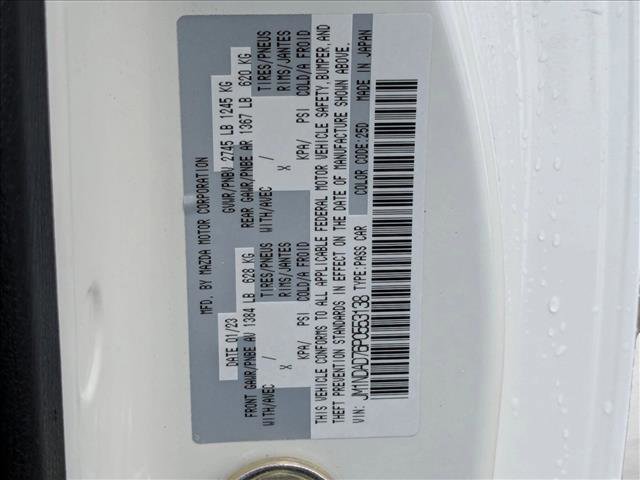 MFD. BY MAZDA MOTOR CORPORATION
DATE 01/23 GVWR/PNBV 2745 LB 1245 KG
FRONT GAWR/PNBE AV 1384 LB 628 KG REAR GAWR/PNBE AR 1367 LB 620 KG
WITH/AVEC / TIRES/PNEUS WITH/AVEC / TIRES/PNEUS
X RIMS/JANTES X RIMS/JANTES
KPA/ PSI COLD/A FROID KPA/ PSI COLD/A FROID
THIS VEHICLE CONFORMS TO ALL APPLICABLE FEDERAL MOTOR VEHICLE SAFETY, BUMPER, AND
THEFT PREVENTION STANDARDS IN EFFECT ON THE DATE OF MANUFACTURE SHOWN ABOVE.
VIN: JM1NDAD76P0553138 TYPE:PASS CAR COLOR CODE:25D MADE IN JAPAN